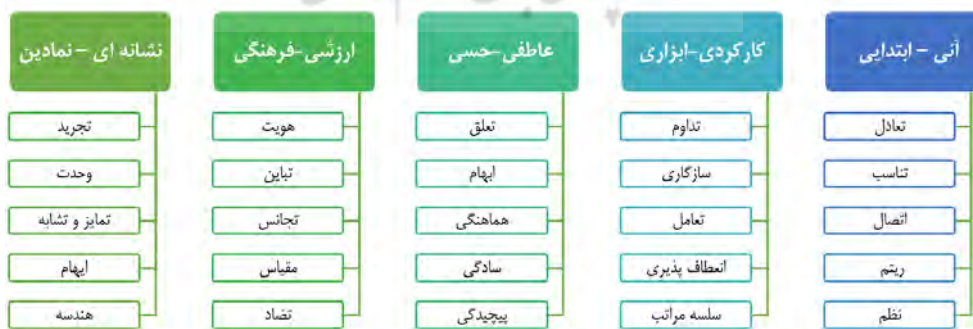 آنی – ابتدایی
تعادل
تناسب
اتصال
ریتم
نظم
کارکردی-ابزاری
تداوم
سازگاری
تعامل
انعطاف پذیری
سلسه مراتب
عاطفی-حسی
تعلق
ابهام
هماهنگی
سادگی
پیچیدگی
ارزشی-فرهنگی
هویت
تباین
تجانس
مقیاس
تضاد
نشانه ای – نمادین
تجرید
وحدت
تمایز و تشابه
ایهام
هندسه